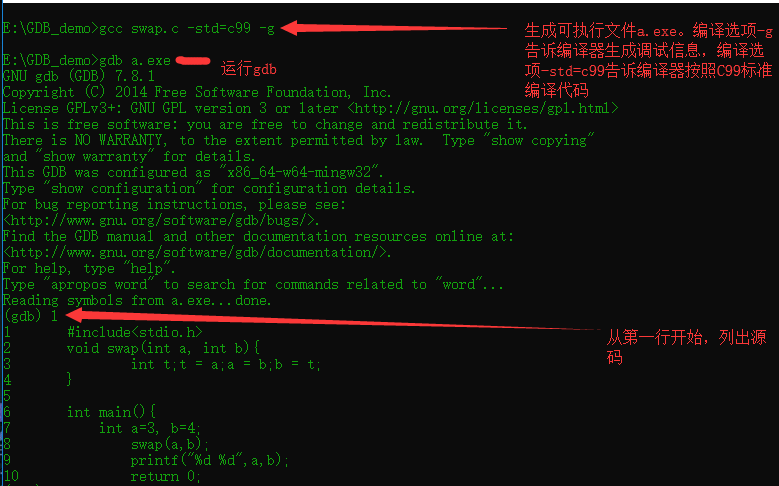 E:\GDB_demo>gcc swap.c -std=c99 -g
生成可执行文件a.exe。编译选项-g
告诉编译器生成调试信息，编译选
项-std=c99告诉编译器按照C99标准
编译代码
E:\GDB_demo>gdb a.exe
运行gdb
GNU gdb (GDB) 7.8.1
Copyright (C) 2014 Free Software Foundation, Inc.
License GPLv3+: GNU GPL version 3 or later <http://gnu.org/licenses/gpl.html>
This is free software: you are free to change and redistribute it.
There is NO WARRANTY, to the extent permitted by law.  Type "show copying"
and "show warranty" for details.
This GDB was configured as "x86_64-w64-mingw32".
Type "show configuration" for configuration details.
For bug reporting instructions, please see:
<http://www.gnu.org/software/gdb/bugs/>.
Find the GDB manual and other documentation resources online at:
<http://www.gnu.org/software/gdb/documentation/>.
For help, type "help".
Type "apropos word" to search for commands related to "word"...
Reading symbols from a.exe...done.
(gdb) l
从第一行开始，列出源
码
1       #include<stdio.h>
2       void swap(int a, int b){
3               int t;t = a;a = b;b = t;
4       }
5
6       int main(){
7           int a=3, b=4;
8               swap(a,b);
9               printf("%d %d",a,b);
10              return 0;